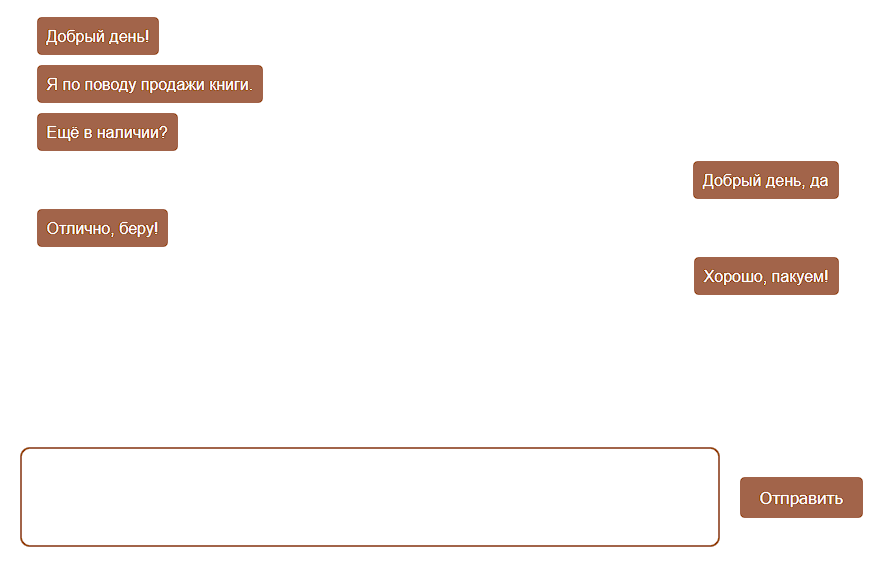 Добрый день!
Я по поводу продажи книги.
Ещё в наличии?
Добрый день, да
Отлично, беру!
Хорошо, пакуем!
Отправить